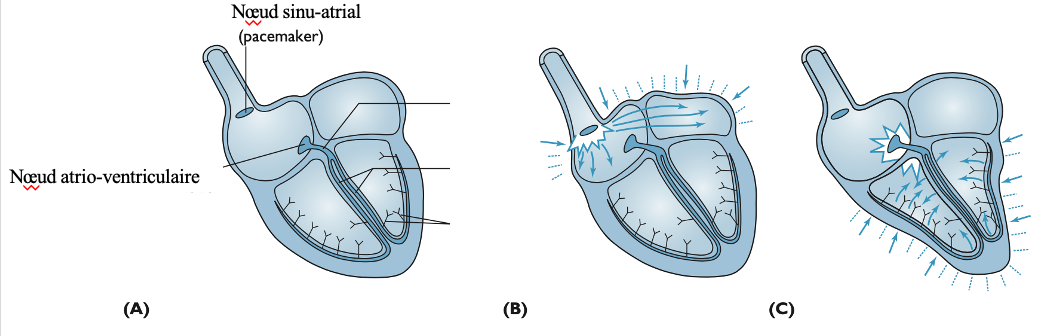 Nœud sinu-atrial
(pacemaker)
Nœud atrio-ventriculaire
(A)
(B)
(C)